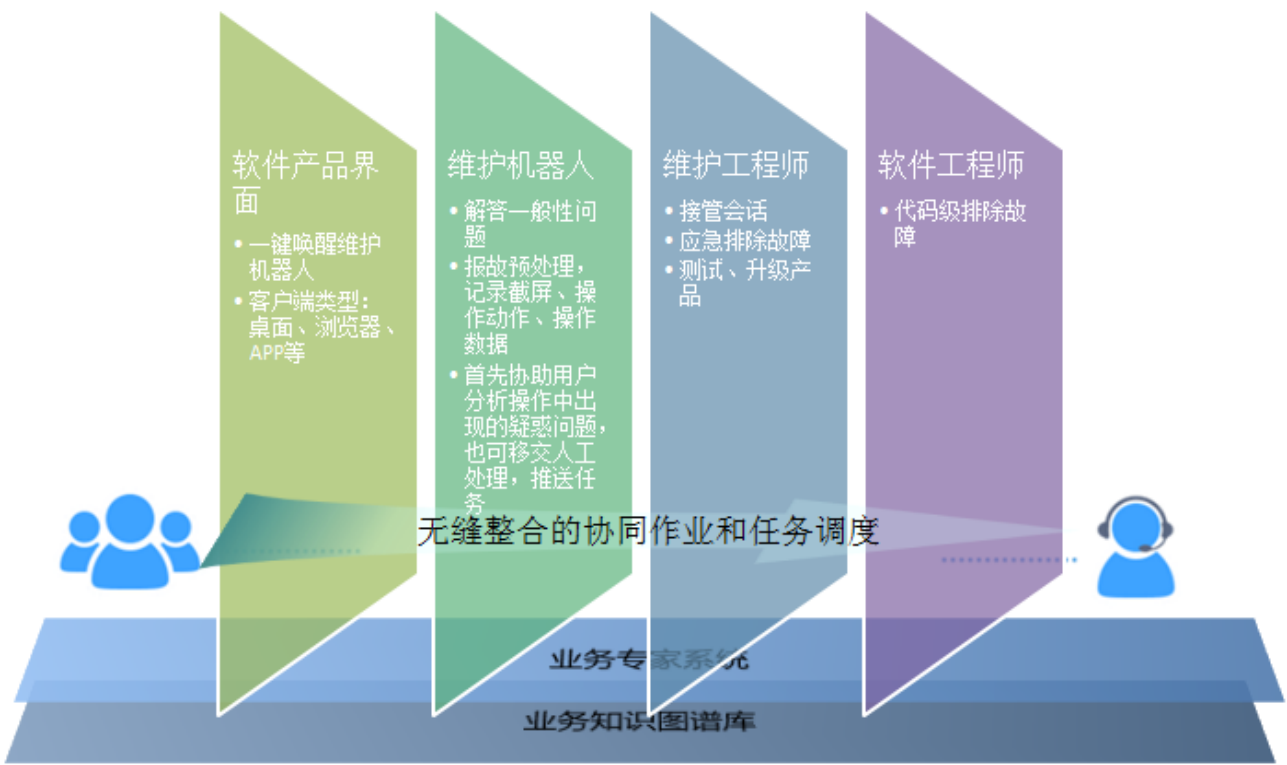 软件产品界
面
• 一键唤醒维护
机器人
• 客户端类型：
桌面、浏览器、
APP等
维护机器人
• 解答一般性问
题
• 报故预处理，
记录截屏、操
作动作、操作
数据
• 首先协助用户
分析操作中出
现的疑惑问题，
也可移交人工
处理，推送任
务
维护工程师
• 接管会话
• 应急排除故障
• 测试、升级产
品
软件工程师
• 代码级排除故
障
无缝整合的协同作业和任务调度
业务专家系统
业务知识图谱库